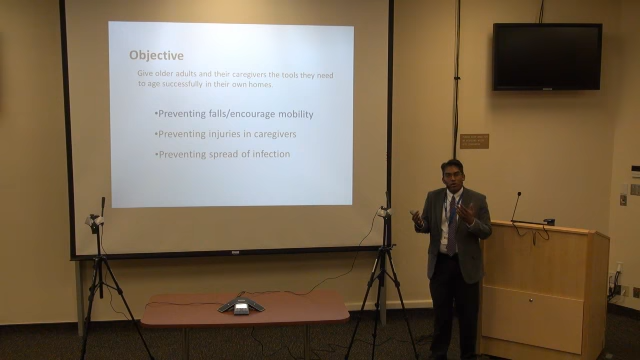 Objective
Give older adults and their caregivers the tools they need
to age successfully in their own homes.
•Preventing falls/encourage mobility
•Preventing injuries in caregivers
•Preventing spread of infection